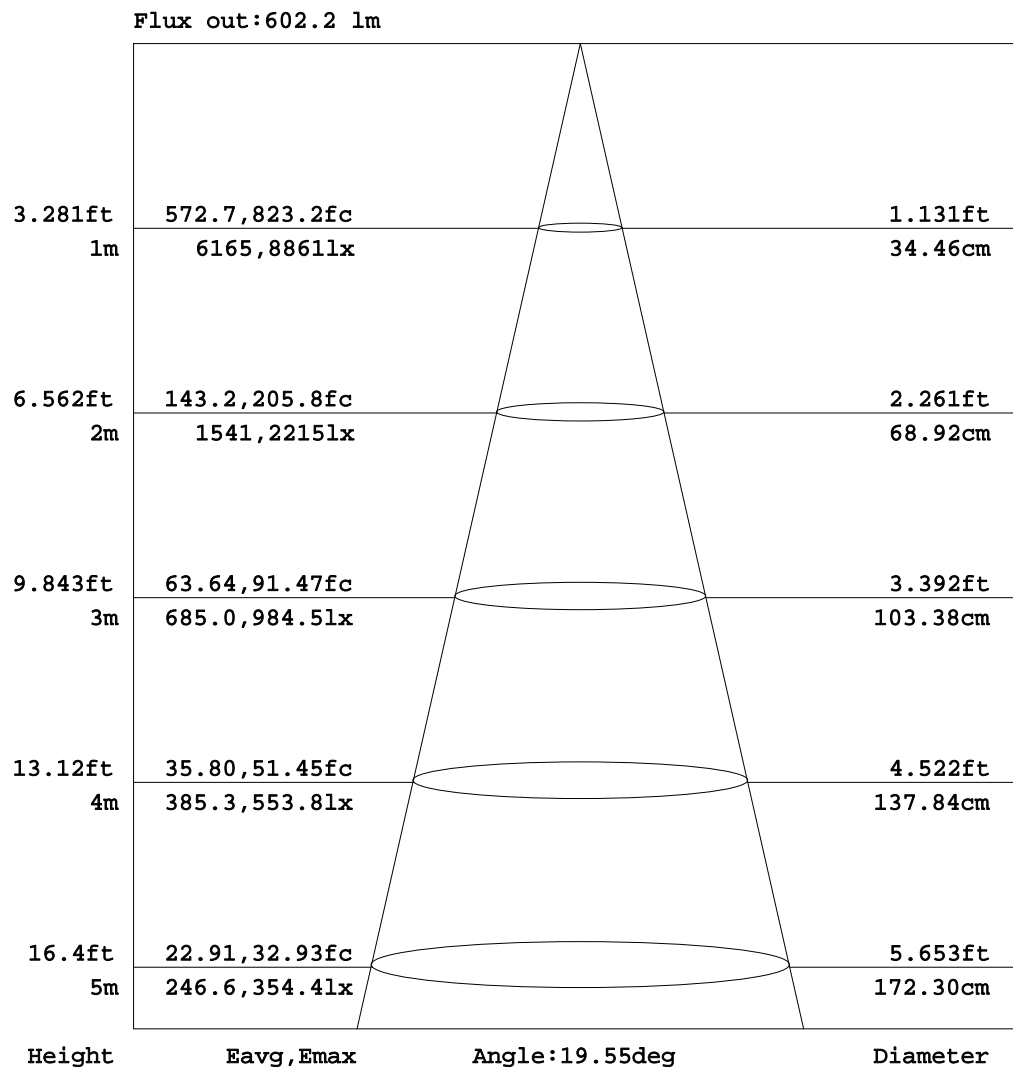 Flux out:602.2 lm
3.281ft 572.7,823.2fc 1.131ft
1m 6165,8861lx 34.46cm
6.562ft 143.2,205.8fc 2.261ft
2m 1541,2215lx 68.92cm
9.843ft 63.64,91.47fc 3.392ft
3m 685.0,984.5lx 103.38cm
13.12ft 35.80,51.45fc 4.522ft
4m 385.3,553.8lx 137.84cm
16.4ft 22.91,32.93fc 5.653ft
5m 246.6,354.4lx 172.30cm
Height Eavg,Emax Angle:19.55deg Diameter